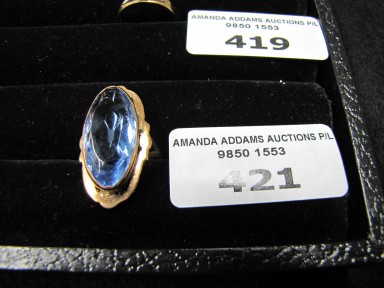 AMANDA ADDAMS AUCTIONS P/L
9850 1553
419
AMANDA ADDAMS AUCTIONS P/L
9850 1553
421